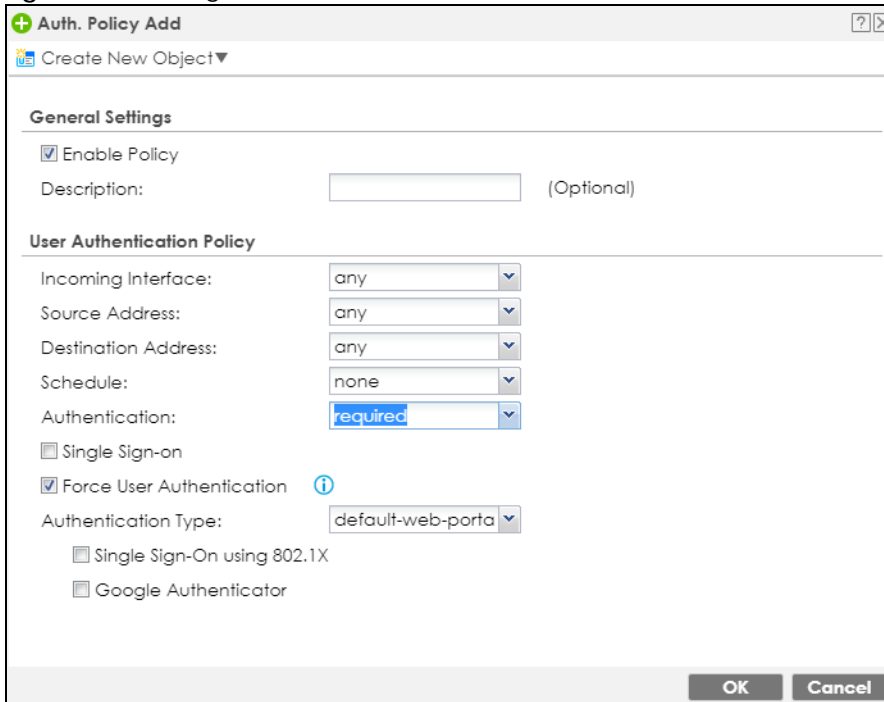 Auth. Policy Add
Create New Object▼
General Settings
Enable Policy
Description: (Optional)
User Authentication Policy
Incoming Interface: any
Source Address: any
Destination Address: any
Schedule: none
Authentication: required
Single Sign-on
Force User Authentication
Authentication Type: default-web-porta
Single Sign-On using 802.1X
Google Authenticator
OK Cancel